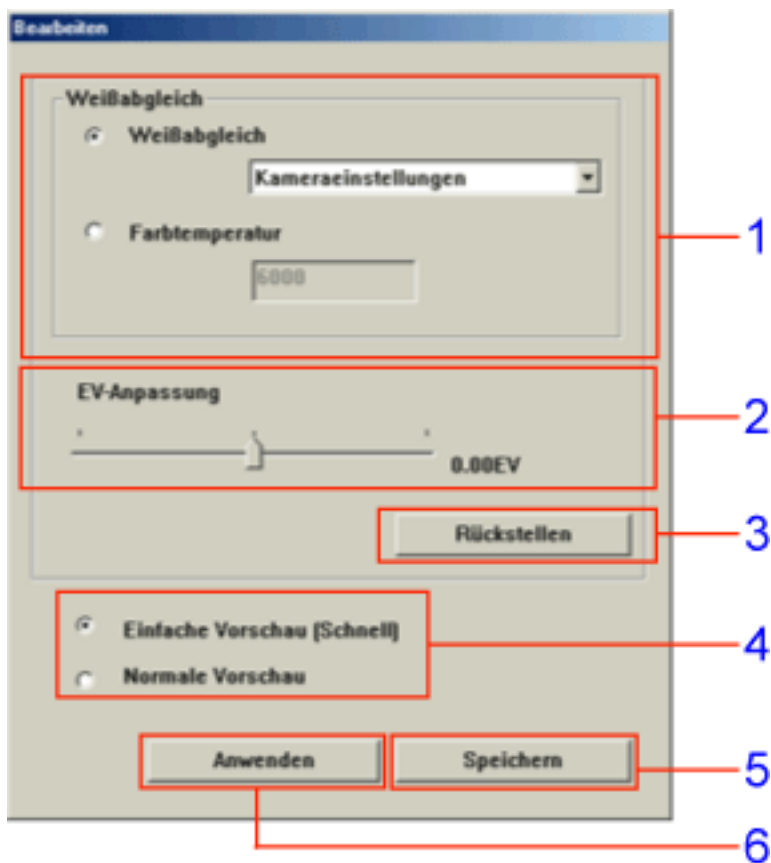 Bearbeiten
Weißabgleich
Weißabgleich
Kameraeinstellungen
Farbtemperatur
6000
1
EV-Anpassung
0.00EV
2
Rückstellen
3
Einfache Vorschau (Schnell)
Normale Vorschau
4
Anwenden
Speichern
5
6